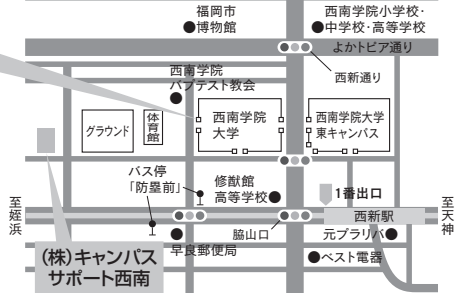 福岡市
●博物館
西南学院小学校・
●中学校・高等学校
よかトピア通り
西新通り
西南学院
バプテスト教会
グラウンド
体育館
西南学院
大学
西南学院大学
東キャンパス
バス停
「防塁前」
修猷館
高等学校●
1番出口
至姪浜
西新駅
至天神
早良郵便局
脇山口
元プラリバ●
●ベスト電器
(株)キャンパス
サポート西南